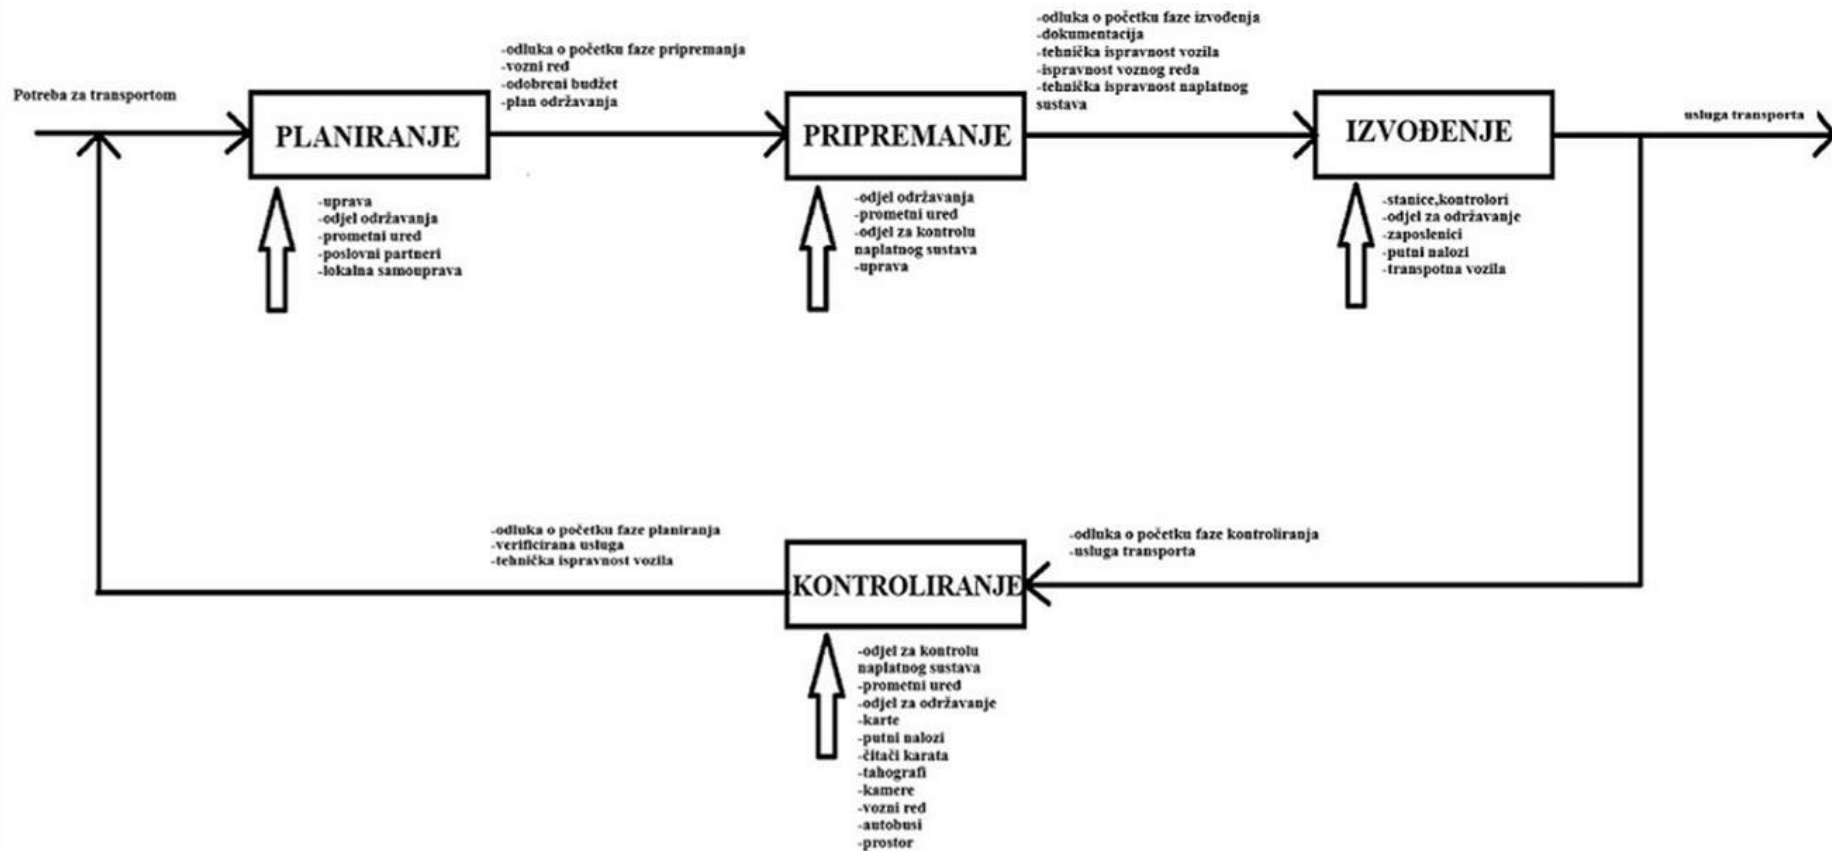 Potreba za transportom
-odluka o početku faze pripremanja
-vozni red
-odobreni budžet
-plan održavanja
-odluka o početku faze izvođenja
-dokumentacija
-tehnička ispravnost vozila
-ispravnost voznog reda
-tehnička ispravnost naplatnog
sustava
usluga transporta
PLANIRANJE
PRIPREMANJE
IZVOĐENJE
-uprava
-odjel održavanja
-prometni ured
-poslovni partneri
-lokalna samouprava
-odjel održavanja
-prometni ured
-odjel za kontrolu
naplatnog sustava
-uprava
-stanice,kontrolori
-odjel za održavanje
-zaposlenici
-putni nalozi
-transpotna vozila
-odluka o početku faze planiranja
-verificirana usluga
-tehnička ispravnost vozila
-odluka o početku faze kontroliranja
-usluga transporta
KONTROLIRANJE
-odjel za kontrolu
naplatnog sustava
-prometni ured
-odjel za održavanje
-karte
-putni nalozi
-čitači karata
-tahografi
-kamere
-vozni red
-autobusi
-prostor